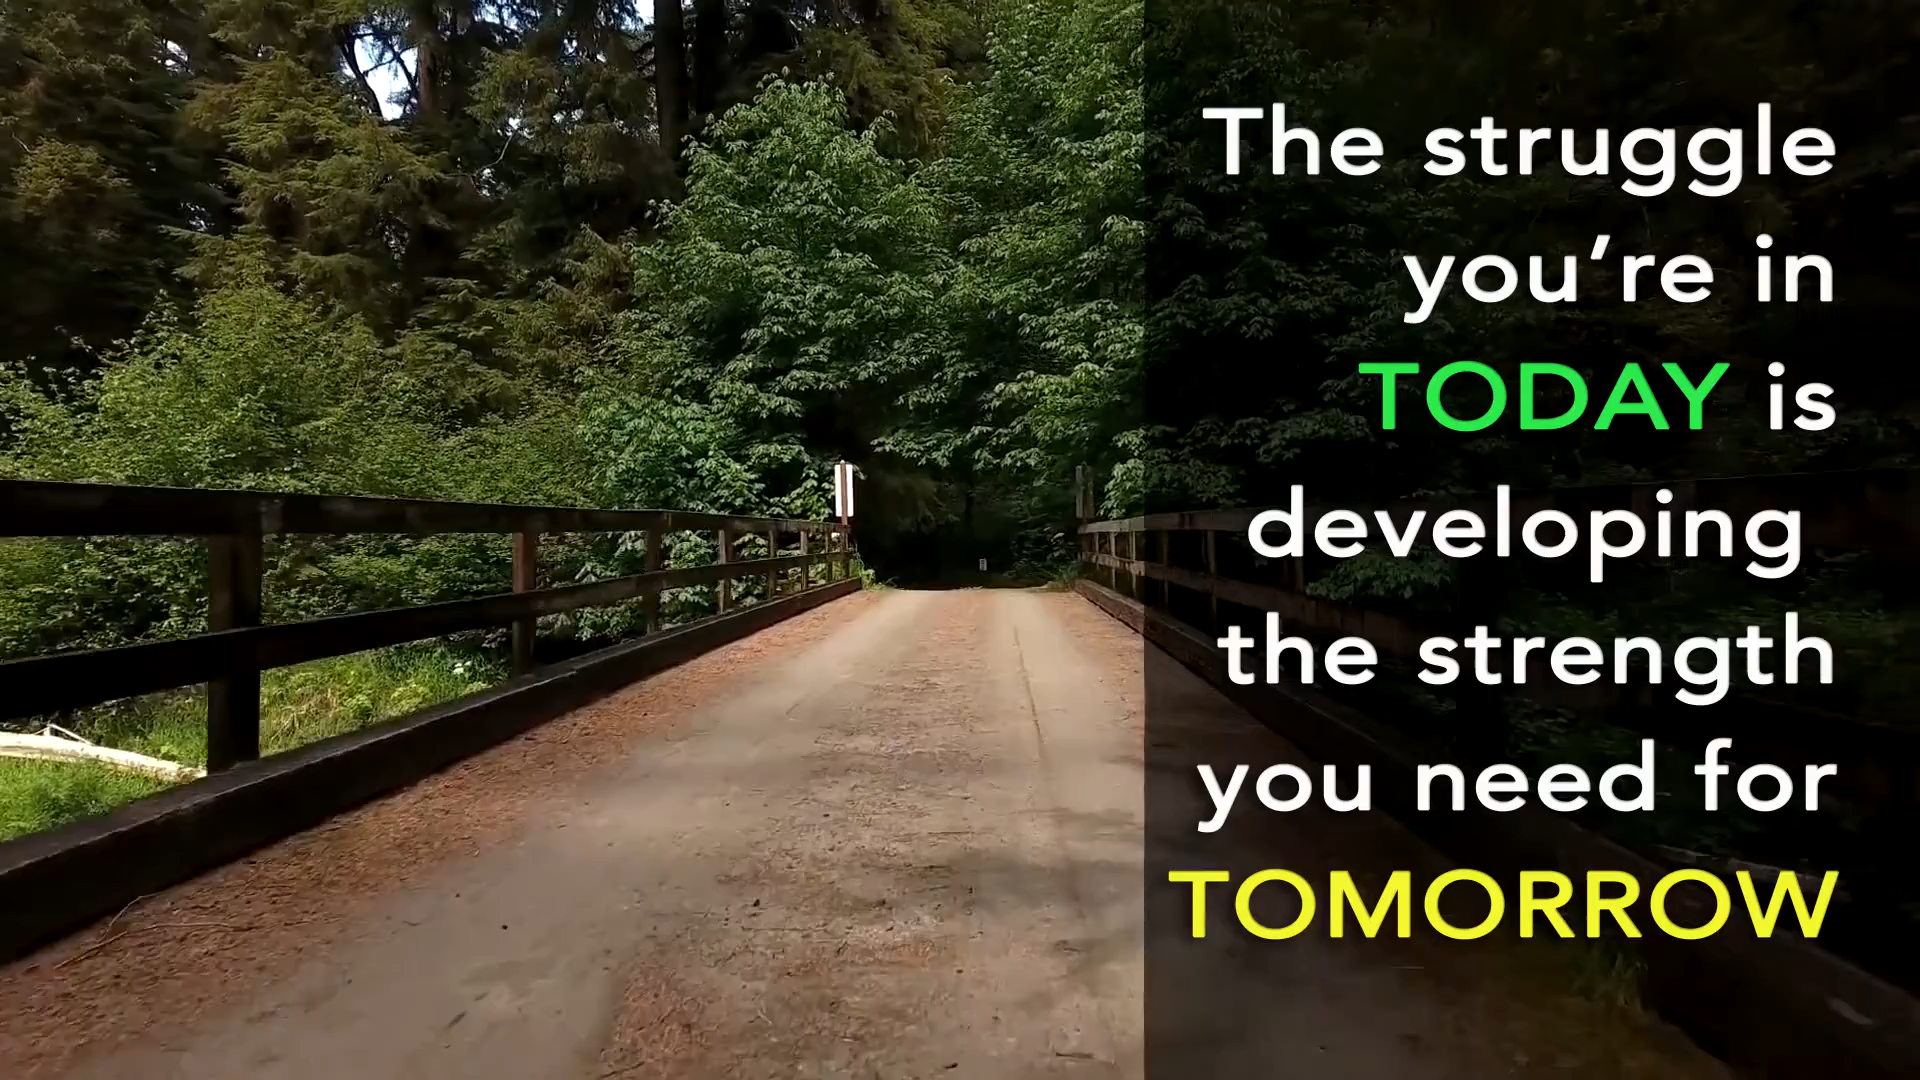 The struggle
you’re in
TODAY is
developing
the strength
you need for
TOMORROW